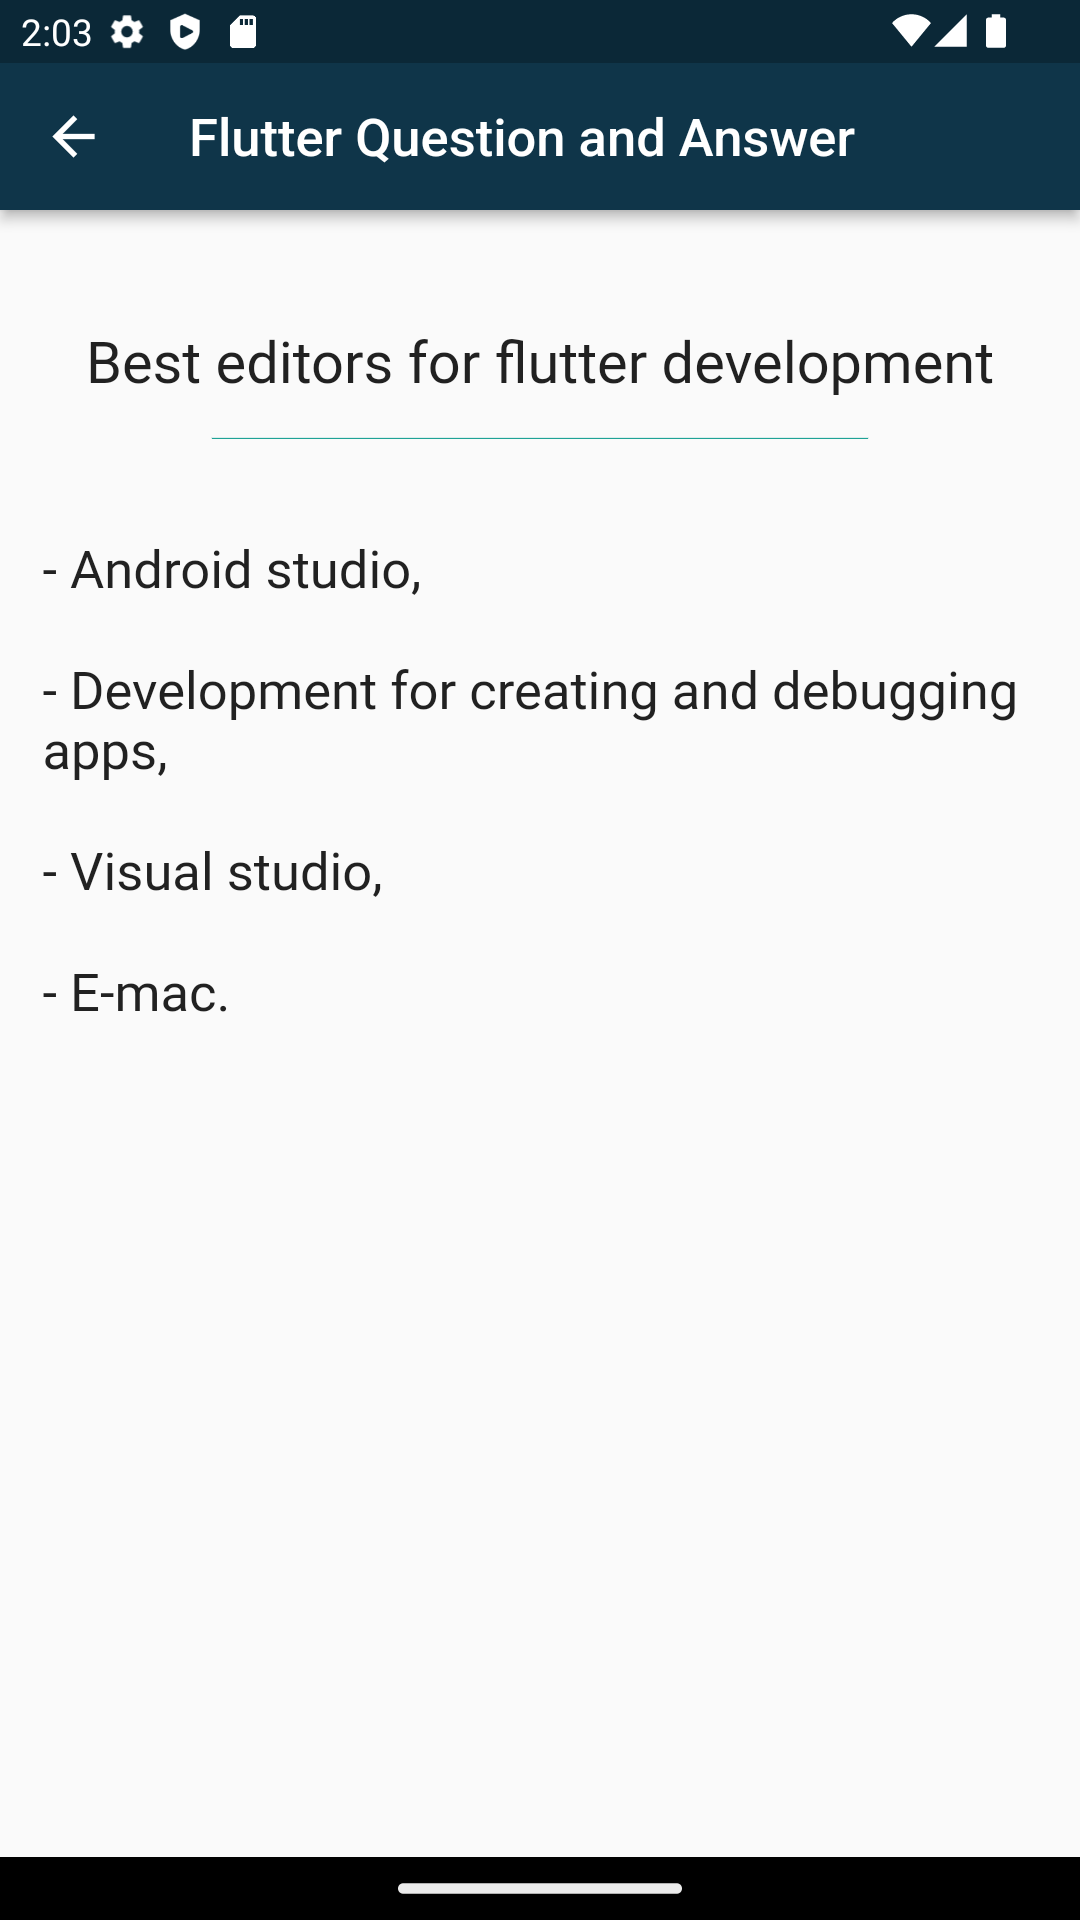 2:03
Flutter Question and Answer
Best editors for flutter development
- Android studio,
- Development for creating and debugging
apps,
- Visual studio,
- E-mac.